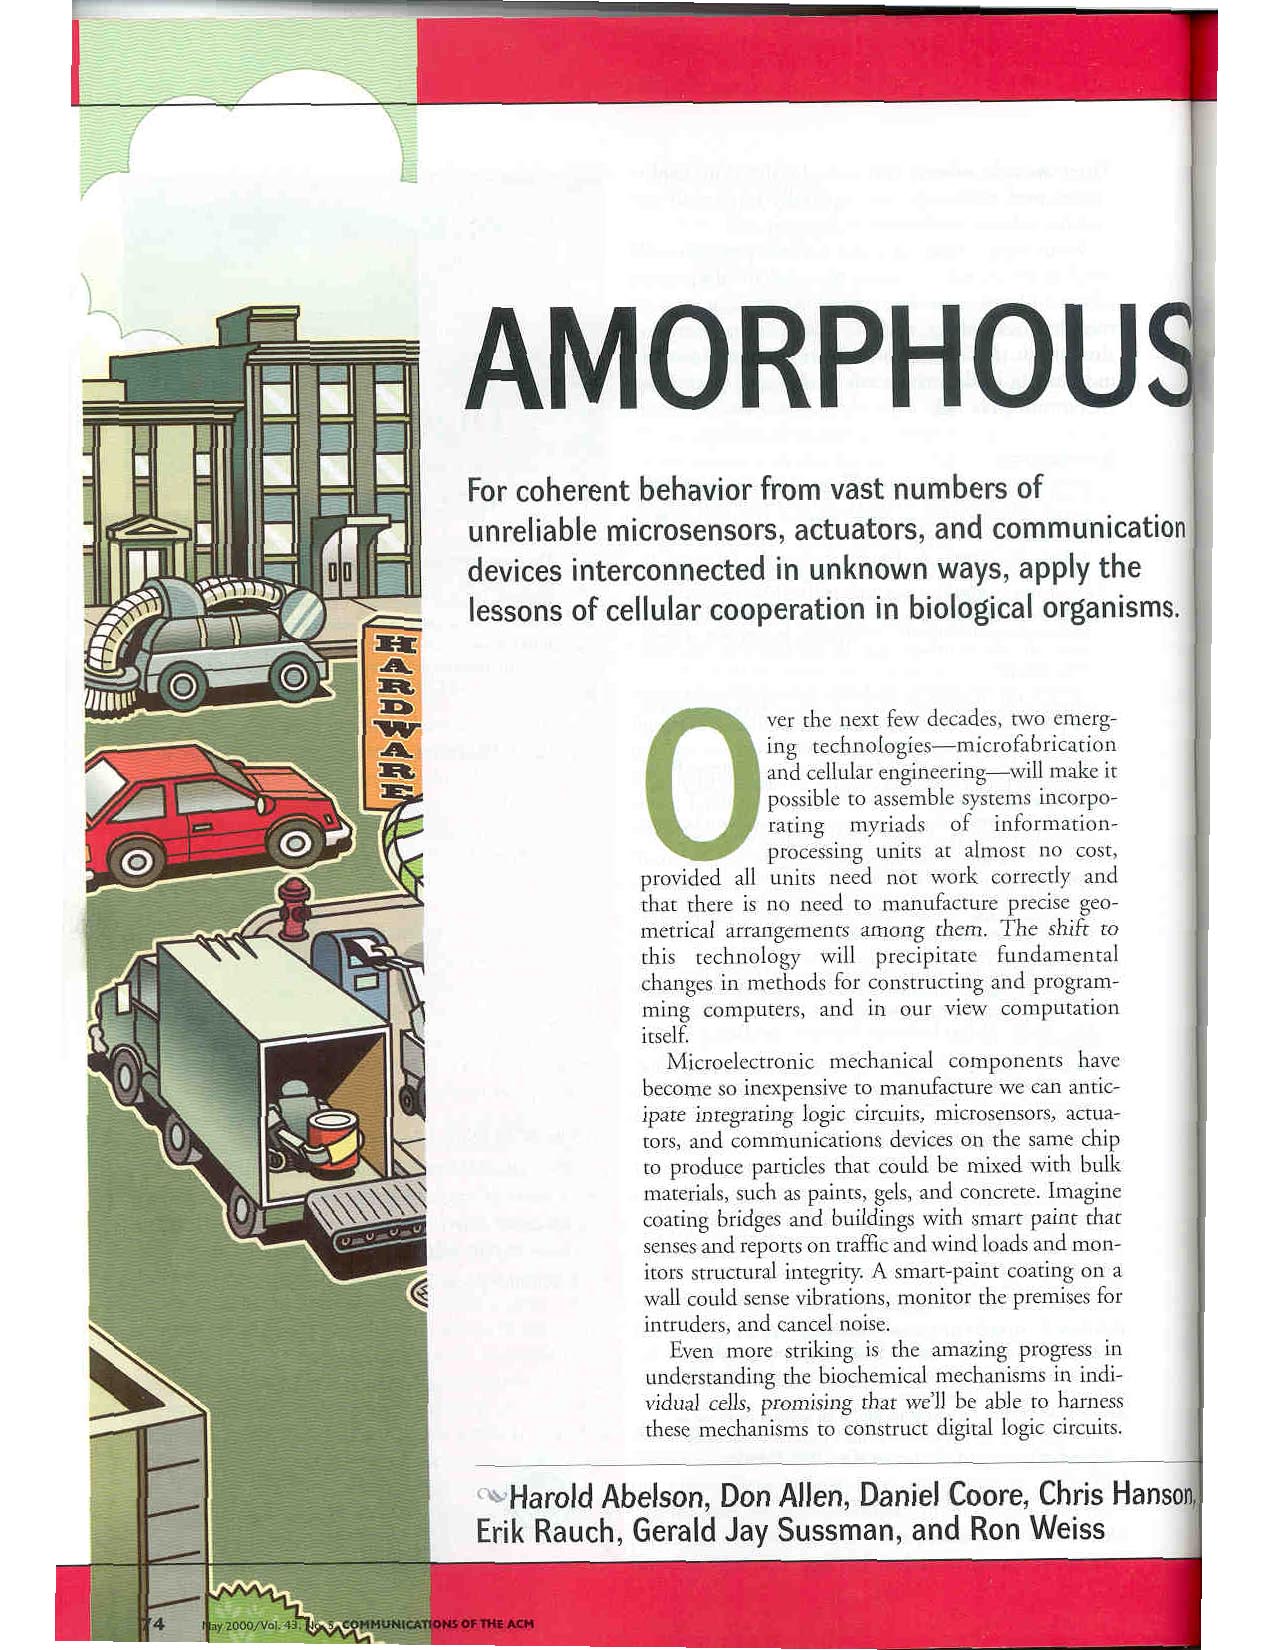 AMORPHOUS
For coherent behavior from vast numbers of
unreliable microsensors, actuators, and communication
devices interconnected in unknown ways, apply the
lessons of cellular cooperation in biological organisms.
HARDWARE
Over the next few decades, two emerg-
ing technologies—microfabrication
and cellular engineering—will make it
possible to assemble systems incorpo-
rating myriads of information-
processing units at almost no cost,
provided all units need not work correctly and
that there is no need to manufacture precise geo-
metrical arrangements among them. The shift to
this technology will precipitate fundamental
changes in methods for constructing and program-
ming computers, and in our view computation
itself.
Microelectronic mechanical components have
become so inexpensive to manufacture we can antic-
ipate integrating logic circuits, microsensors, actua-
tors, and communications devices on the same chip
to produce particles that could be mixed with bulk
materials, such as paints, gels, and concrete. Imagine
coating bridges and buildings with smart paint that
senses and reports on traffic and wind loads and mon-
itors structural integrity. A smart-paint coating on a
wall could sense vibrations, monitor the premises for
intruders, and cancel noise.
Even more striking is the amazing progress in
understanding the biochemical mechanisms in indi-
vidual cells, promising that we'll be able to harness
these mechanisms to construct digital logic circuits.
Harold Abelson, Don Allen, Daniel Coore, Chris Hanson,
Erik Rauch, Gerald Jay Sussman, and Ron Weiss
74 May 2000/Vol. 43, No. 5 COMMUNICATIONS OF THE ACM